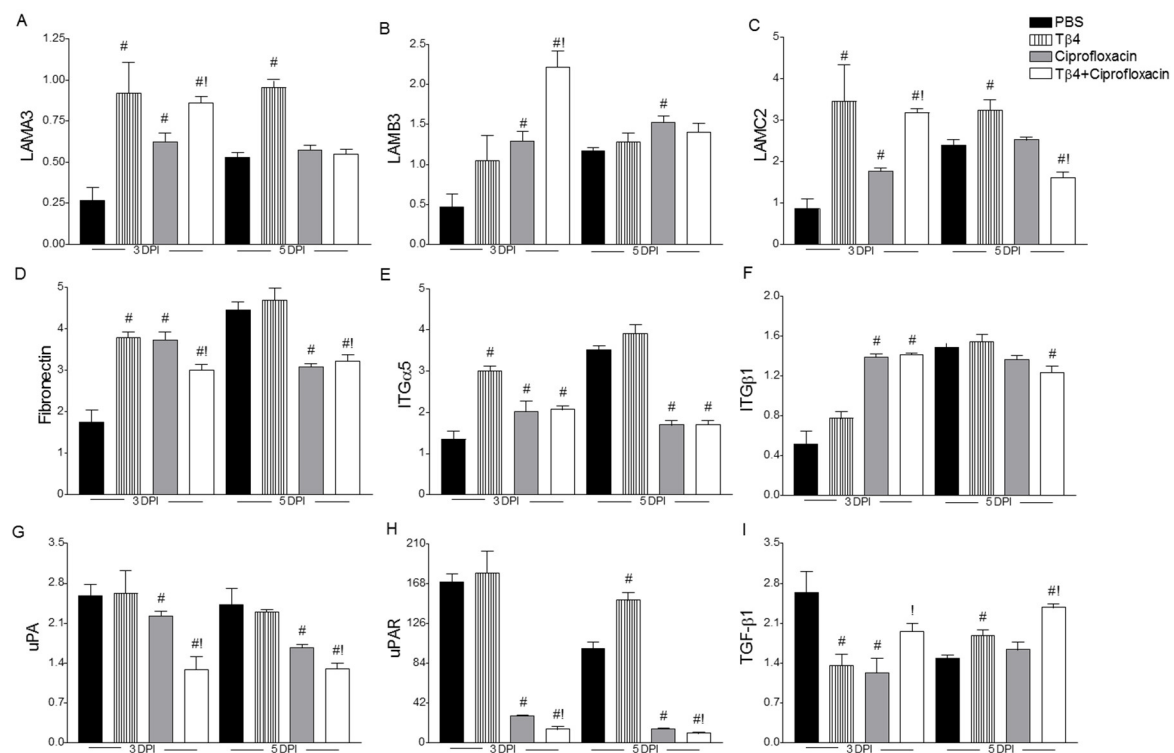 A
B
C
PBS
Tβ4
Ciprofloxacin
Tβ4+Ciprofloxacin
LAMA3
1.25
1.00
0.75
0.50
0.25
0.00
# # #! #
3 DPI 5 DPI
LAMB3
2.5
2.0
1.5
1.0
0.5
0.0
# #! #
3 DPI 5 DPI
LAMC2
5
4
3
2
1
0
# # #! # #!
3 DPI 5 DPI
D
E
F
Fibronectin
5
4
3
2
1
0
# # #! # #!
3 DPI 5 DPI
ITGα5
5
4
3
2
1
0
# # # # #
3 DPI 5 DPI
ITGβ1
2.0
1.6
1.2
0.8
0.4
0.0
# # #
3 DPI 5 DPI
G
H
I
uPA
3.5
2.8
2.1
1.4
0.7
0.0
# #! # #!
3 DPI 5 DPI
uPAR
210
168
126
84
42
0
# #! # # #!
3 DPI 5 DPI
TGF-β1
3.5
2.8
2.1
1.4
0.7
0.0
# # ! # #!
3 DPI 5 DPI